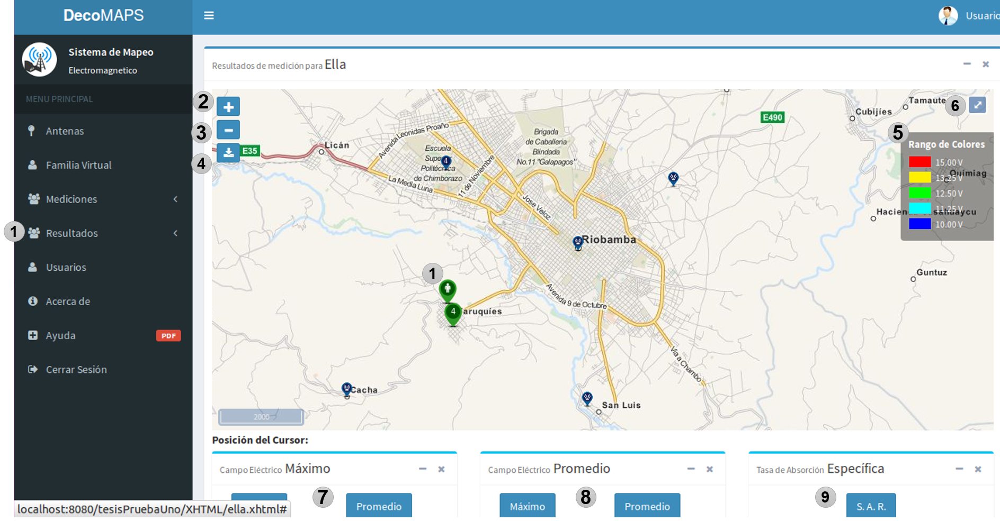 DecoMAPS
Usuario
Sistema de Mapeo
Electromagnetico
MENU PRINCIPAL
Antenas
Familia Virtual
Mediciones
1
Resultados
Usuarios
Acerca de
Ayuda
PDF
Cerrar Sesión
localhost:8080/tesisPruebaUno/XHTML/ella.xhtml#
Resultados de medición para Ella
2
3
4
E35
Licán
Avenida Leonidas Proaño
Escuela
Superior
Politécnica
de Chimborazo
4
La Media Luna
11 de Noviembre
Jose Veloz
Brigada
de Caballeria
Blindada
No.11 "Galapagos"
E490
Cubijíes
Tamaute
6
5
Rango de Colores
15.00 V
13.25 V
12.50 V
11.25 V
10.00 V
Químiag
Guntuz
Riobamba
1
4
aruquíes
Avenida 9 de Octubre
Via a Chambo
Cacha
San Luis
2000
Posición del Cursor:
Campo Eléctrico Máximo
7
Promedio
Campo Eléctrico Promedio
Máximo
8
Promedio
Tasa de Absorción Específica
9
S. A. R.